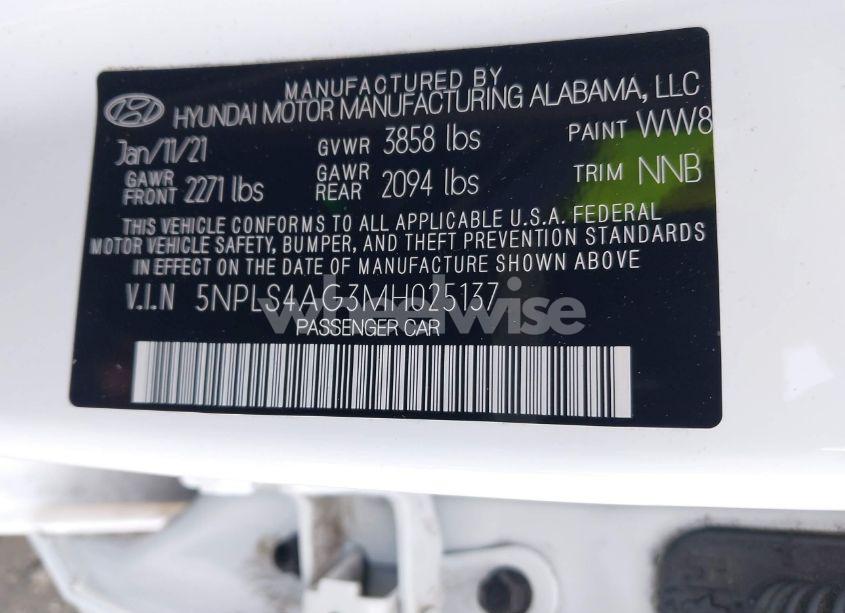 MANUFACTURED BY
HYUNDAI MOTOR MANUFACTURING ALABAMA, LLC
Jan/11/21 GVWR 3858 lbs PAINT WW8
GAWR FRONT 2271 lbs GAWR REAR 2094 lbs TRIM NNB
THIS VEHICLE CONFORMS TO ALL APPLICABLE U.S.A. FEDERAL
MOTOR VEHICLE SAFETY, BUMPER, AND THEFT PREVENTION STANDARDS
IN EFFECT ON THE DATE OF MANUFACTURING SHOWN ABOVE
V.I.N 5NPLS4AG3MH025137
wheelwise
PASSENGER CAR